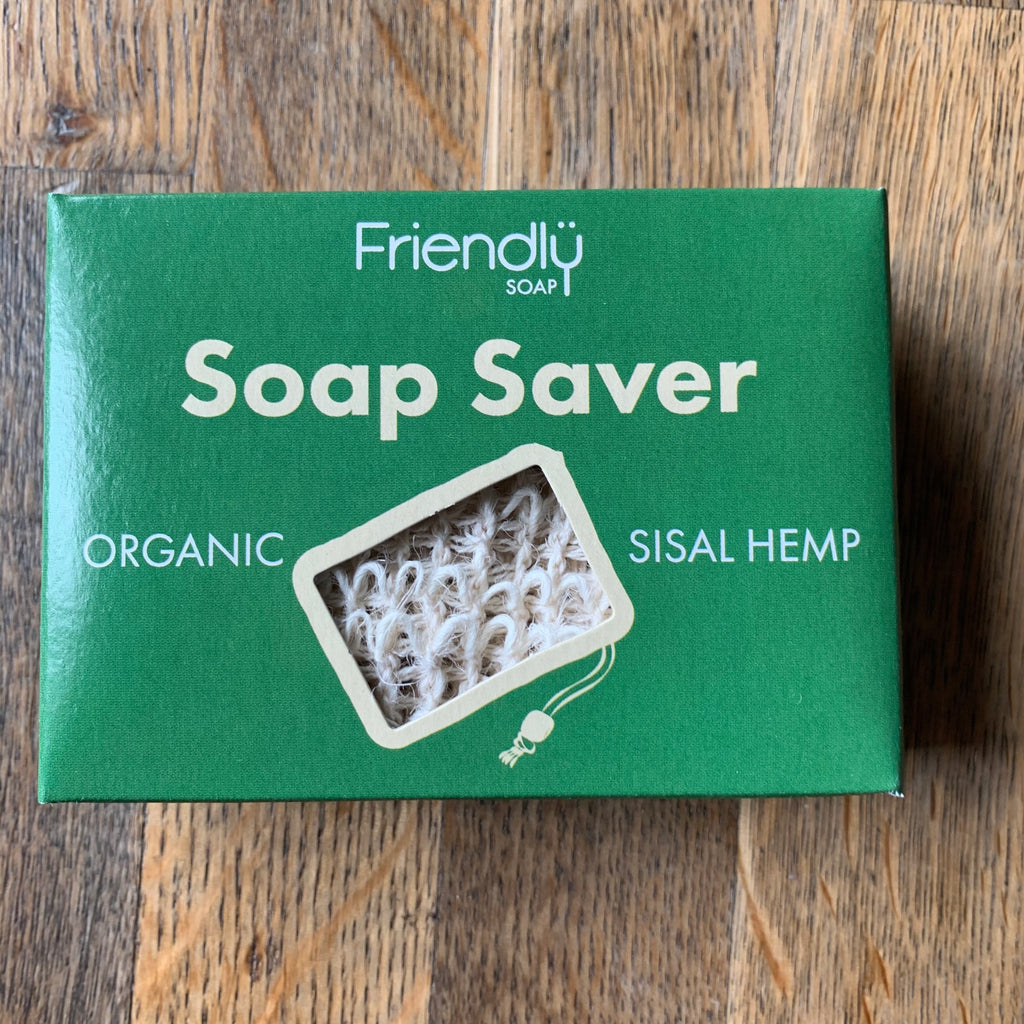 Friendlÿ
SOAP
Soap Saver
ORGANIC
SISAL HEMP